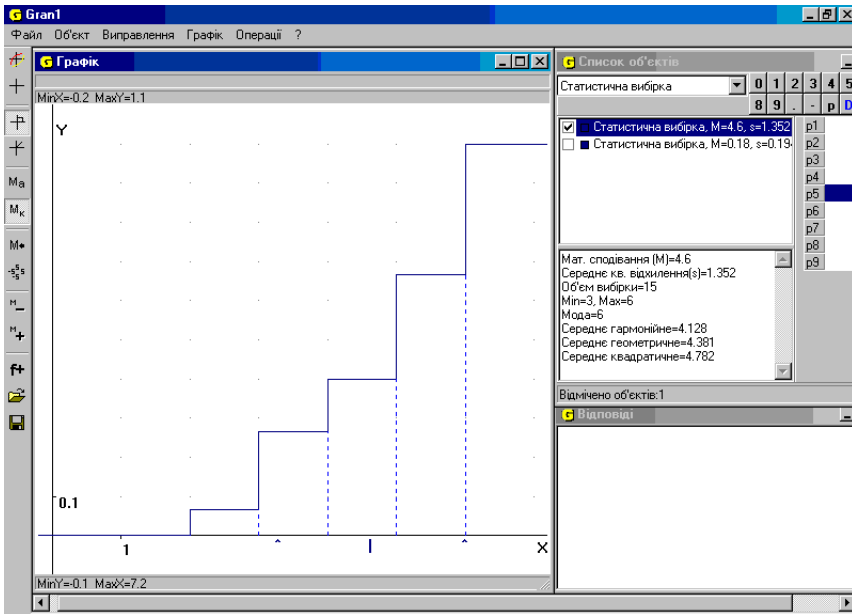 Gran1
Файл Об'єкт Виправлення Графік Операції ?
Графік
MinX=-0.2 MaxY=1.1
Y
0.1
1
X
MinY=-0.1 MaxX=7.2
Ma
Мк
M
M
M
f+
Список об'єктів
Статистична вибірка
0 1 2 3 4 5
8 9 . - p D
Статистична вибірка, M=4.6, s=1.352
Статистична вибірка, M=0.18, s=0.194
p1
p2
p3
p4
p5
p6
p7
p8
p9
Мат. сподівання (M)=4.6
Середнє кв. відхилення(s)=1.352
Об'єм вибірки=15
Min=3, Max=6
Мода=6
Середнє гармонійне=4.128
Середнє геометричне=4.381
Середнє квадратичне=4.782
Відмічено об'єктів:1
Відповіді